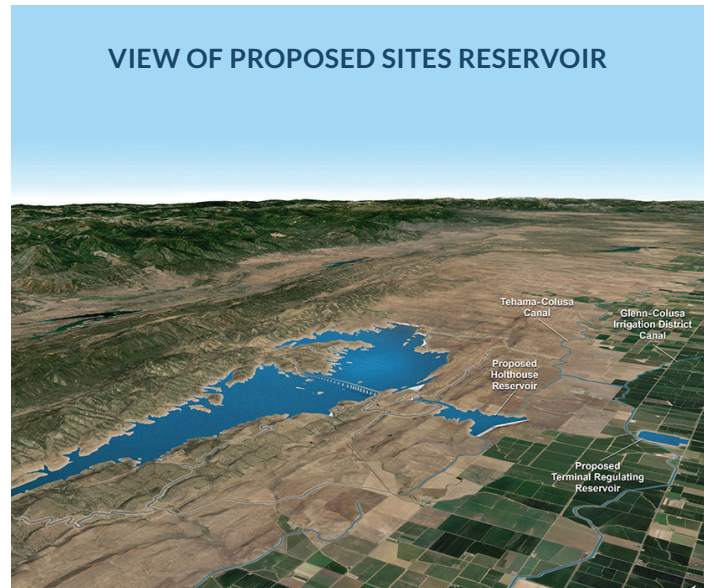 VIEW OF PROPOSED SITES RESERVOIR
Tehama-Colusa
Canal
Glenn-Colusa
Irrigation District
Canal
Proposed
Holthouse
Reservoir
Proposed
Terminal Regulating
Reservoir